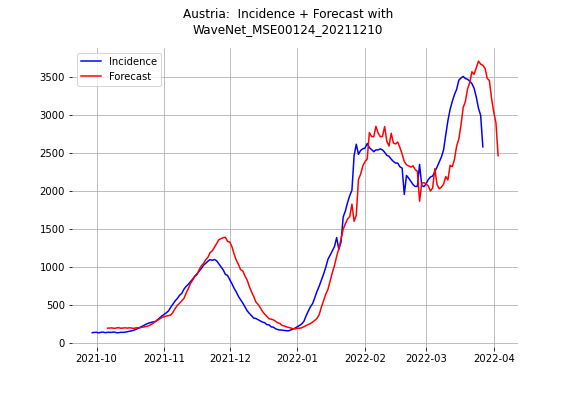 Austria:  Incidence + Forecast with
WaveNet_MSE00124_20211210
Incidence
Forecast
3500
3000
2500
2000
1500
1000
500
0
2021-10 2021-11 2021-12 2022-01 2022-02 2022-03 2022-04